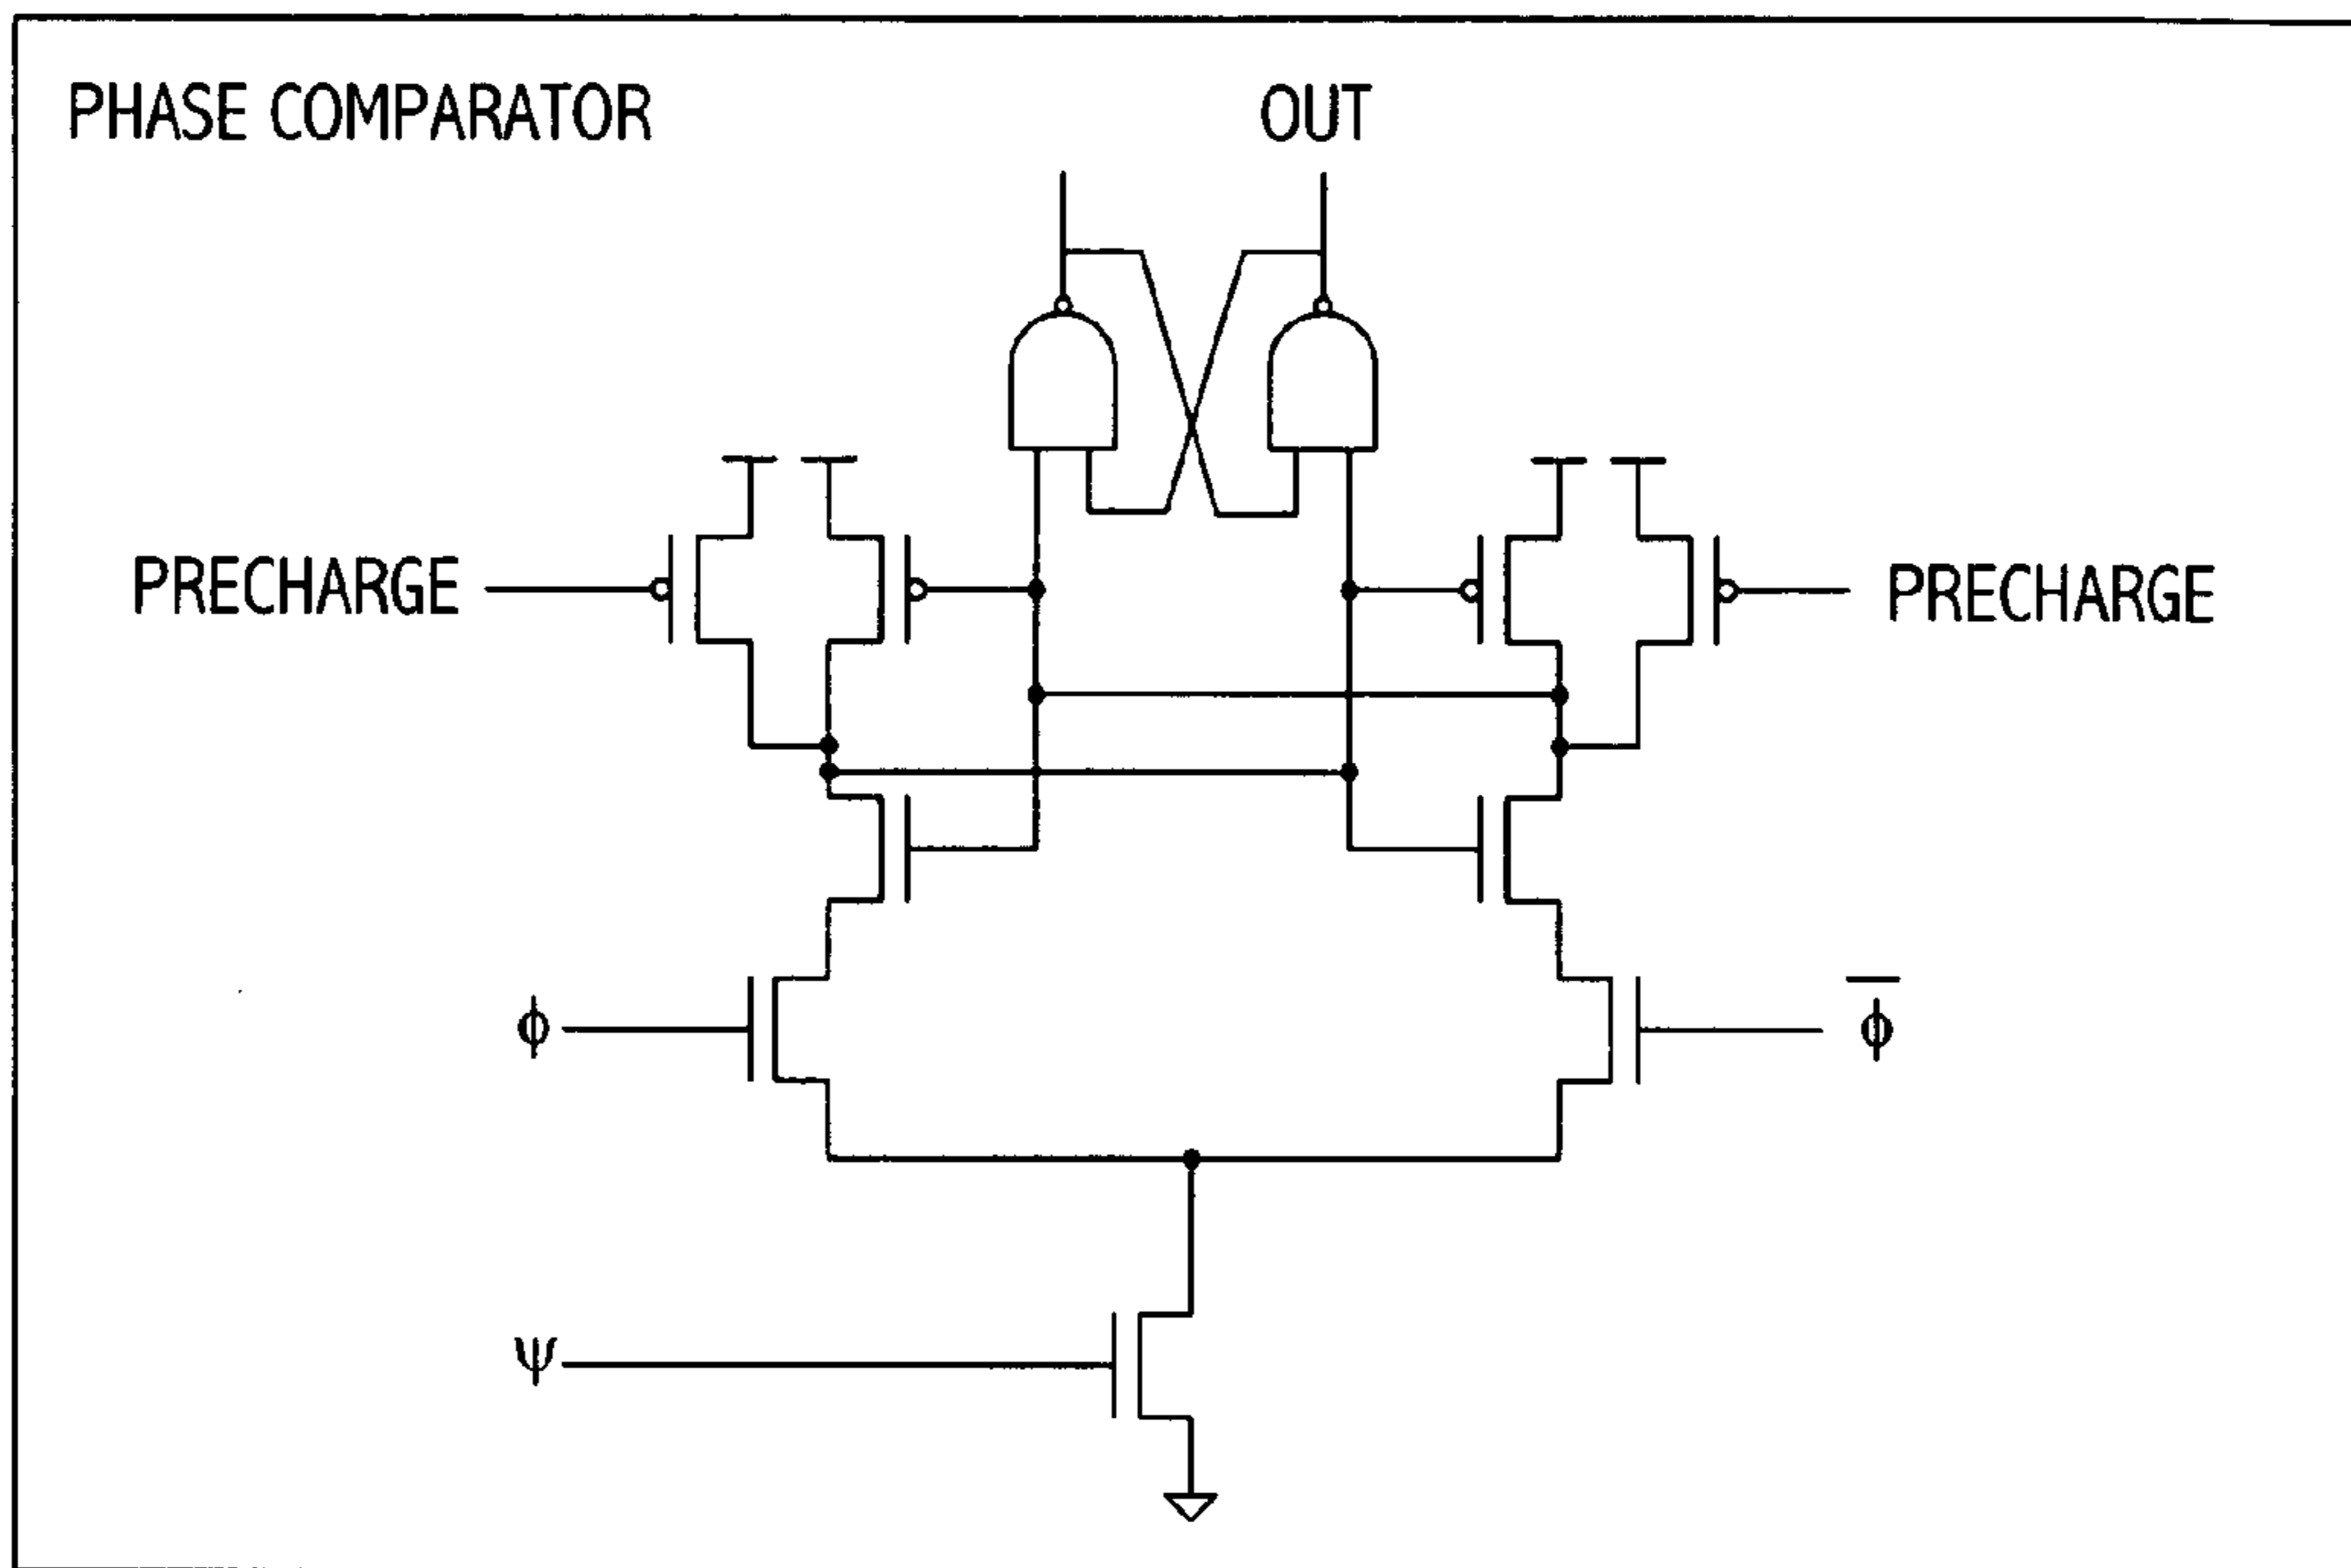 PHASE COMPARATOR
OUT
PRECHARGE
PRECHARGE
ϕ
ϕ̅
ψ